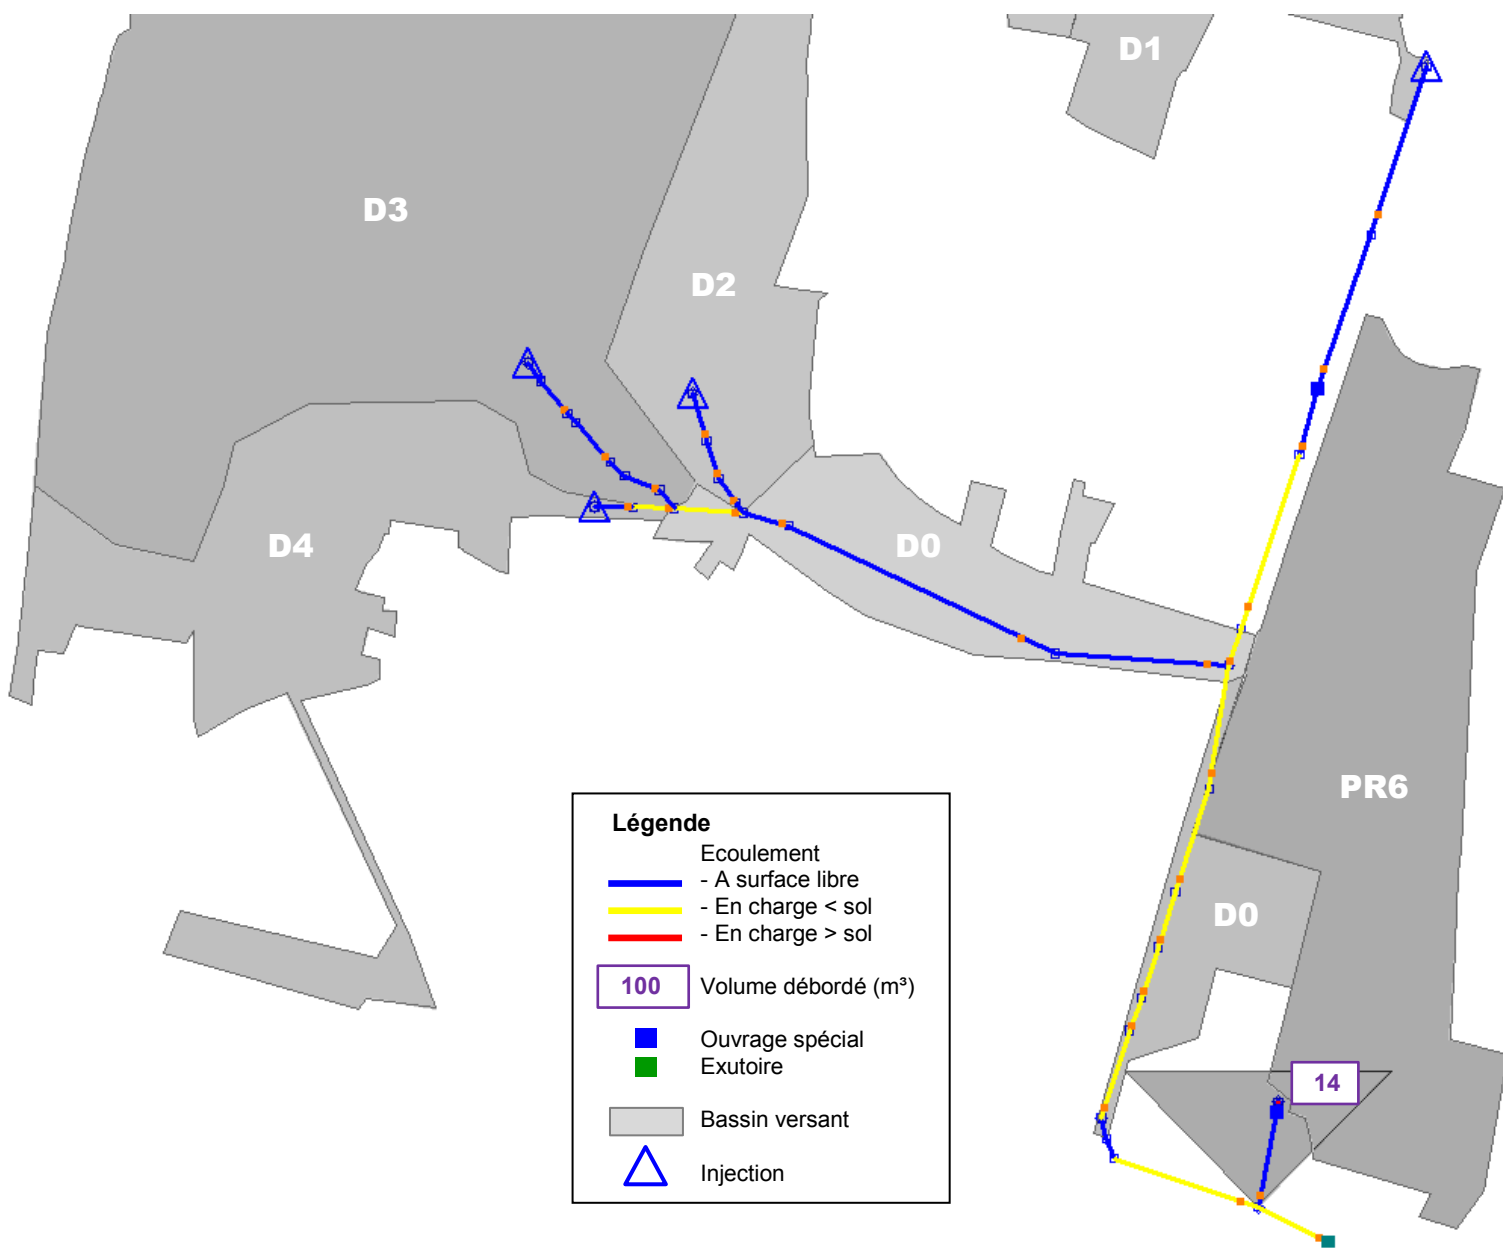 D1
D3
D2
D4
D0
PR6
D0
14
Légende
Ecoulement
- A surface libre
- En charge < sol
- En charge > sol
100 Volume débordé (m³)
Ouvrage spécial
Exutoire
Bassin versant
Injection